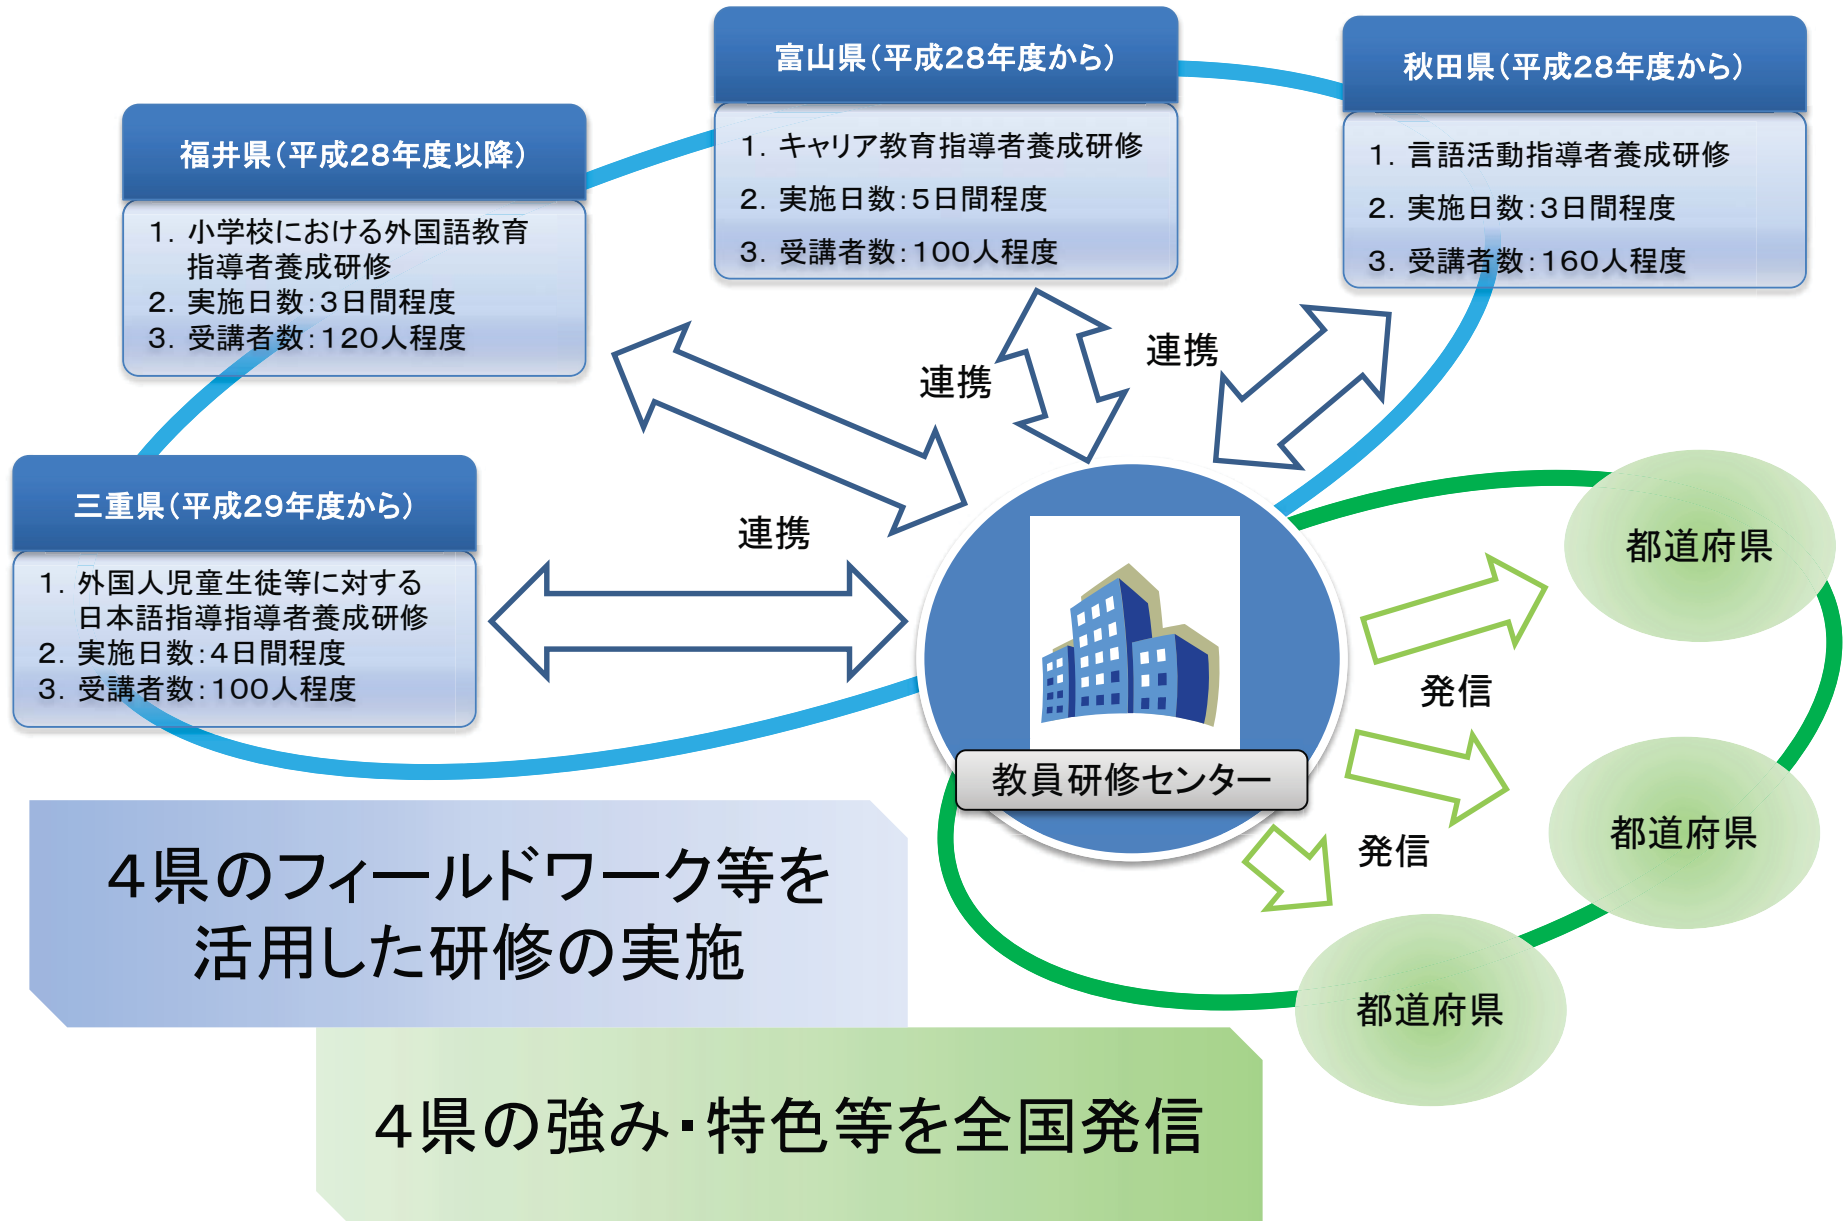 富山県（平成28年度から）
1. キャリア教育指導者養成研修
2. 実施日数：5日間程度
3. 受講者数：100人程度
秋田県（平成28年度から）
1. 言語活動指導者養成研修
2. 実施日数：3日間程度
3. 受講者数：160人程度
福井県（平成28年度以降）
1. 小学校における外国語教育
指導者養成研修
2. 実施日数：3日間程度
3. 受講者数：120人程度
三重県（平成29年度から）
1. 外国人児童生徒等に対する
日本語指導指導者養成研修
2. 実施日数：4日間程度
3. 受講者数：100人程度
連携
連携
連携
教員研修センター
都道府県
発信
都道府県
発信
都道府県
4県のフィールドワーク等を
活用した研修の実施
4県の強み・特色等を全国発信